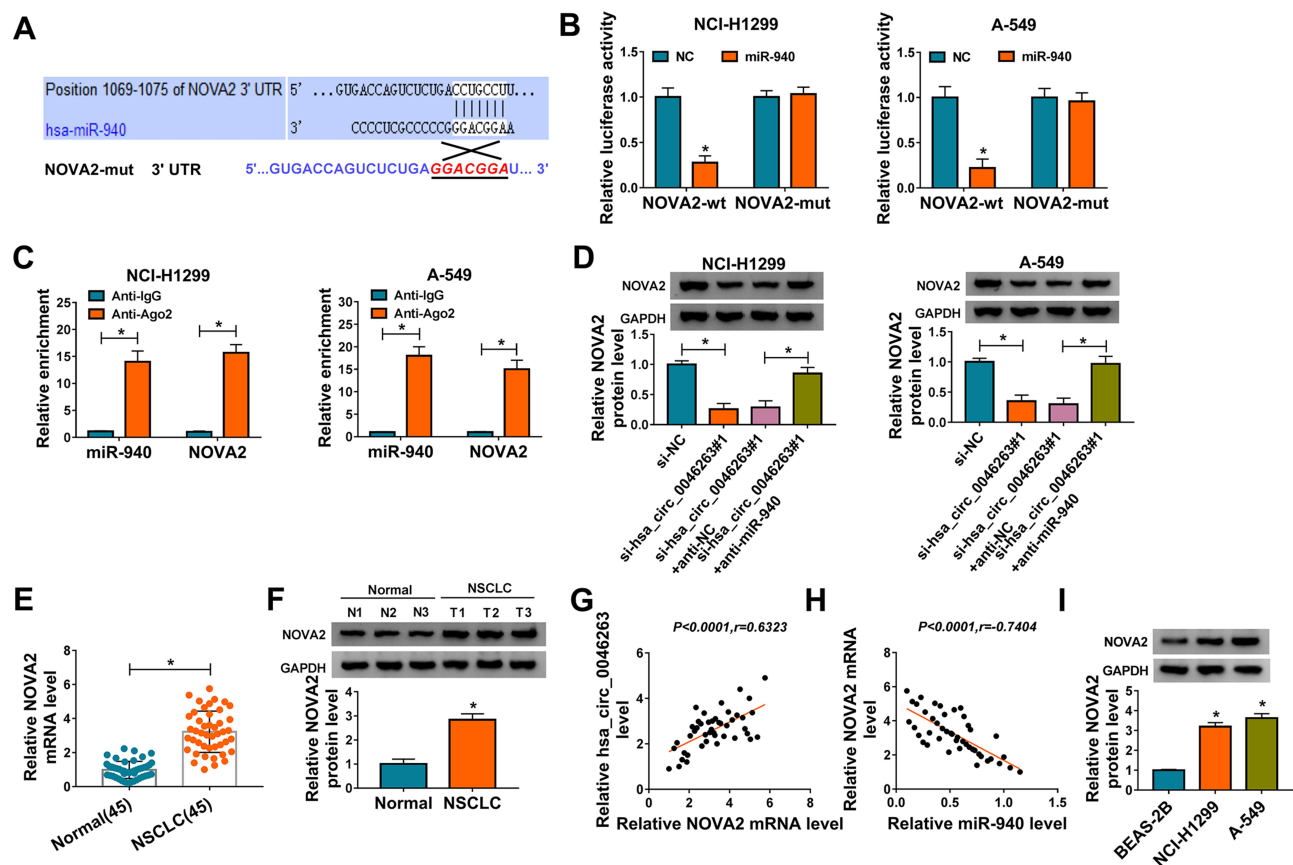 A
Position 1069-1075 of NOVA2 3' UTR 5' ...GUGACCAGUCUCUGACCUGCCUU...
hsa-miR-940 3' CCCCUCGCCCCCGGGACGGAA
NOVA2-mut 3' UTR 5'...GUGACCAGUCUCUGAGGACGGAU... 3'
B
NCI-H1299
NC miR-940
Relative luciferase activity
1.5
1.0
0.5
0.0
*
NOVA2-wt NOVA2-mut
A-549
NC miR-940
Relative luciferase activity
1.5
1.0
0.5
0.0
*
NOVA2-wt NOVA2-mut
C
NCI-H1299
Anti-IgG
Anti-Ago2
Relative enrichment
25
20
15
10
5
0
* *
miR-940 NOVA2
A-549
Anti-IgG
Anti-Ago2
Relative enrichment
30
25
20
15
10
5
0
* *
miR-940 NOVA2
D
NCI-H1299
NOVA2
GAPDH
Relative NOVA2
protein level
1.5
1.0
0.5
0.0
* *
si-NC
si-hsa_circ_0046263#1
si-hsa_circ_0046263#1
+anti-NC
si-hsa_circ_0046263#1
+anti-miR-940
A-549
NOVA2
GAPDH
Relative NOVA2
protein level
1.5
1.0
0.5
0.0
* *
si-NC
si-hsa_circ_0046263#1
si-hsa_circ_0046263#1
+anti-NC
si-hsa_circ_0046263#1
+anti-miR-940
E
Relative NOVA2
mRNA level
8
6
4
2
0
*
Normal(45)
NSCLC(45)
F
Normal NSCLC
N1 N2 N3 T1 T2 T3
NOVA2
GAPDH
Relative NOVA2
protein level
4
3
2
1
0
*
Normal NSCLC
G
P<0.0001,r=0.6323
Relative hsa_circ_0046263
level
6
4
2
0
0 2 4 6 8
Relative NOVA2 mRNA level
H
P<0.0001,r=-0.7404
Relative NOVA2 mRNA
level
8
6
4
2
0
0.0 0.5 1.0 1.5
Relative miR-940 level
I
NOVA2
GAPDH
Relative NOVA2
protein level
5
4
3
2
1
0
* *
BEAS-2B
NCI-H1299
A-549